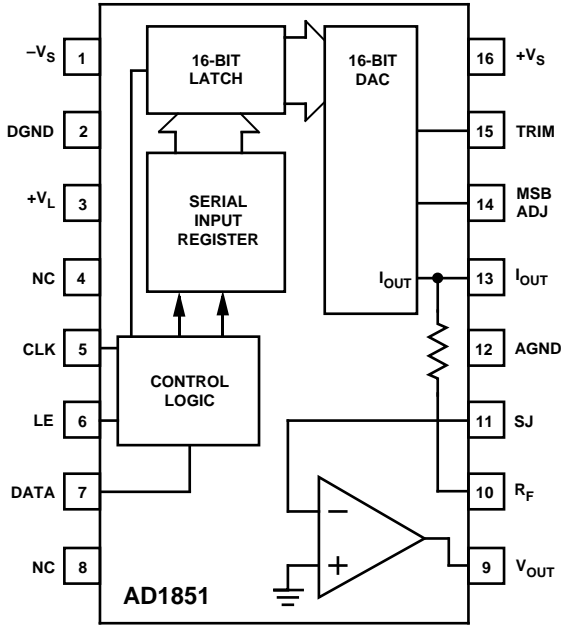 −VS 1
DGND 2
+VL 3
NC 4
CLK 5
LE 6
DATA 7
NC 8
16-BIT
LATCH
SERIAL
INPUT
REGISTER
CONTROL
LOGIC
16-BIT
DAC
IOUT
AD1851
−
+
16 +VS
15 TRIM
14 MSB
ADJ
13 IOUT
12 AGND
11 SJ
10 RF
9 VOUT